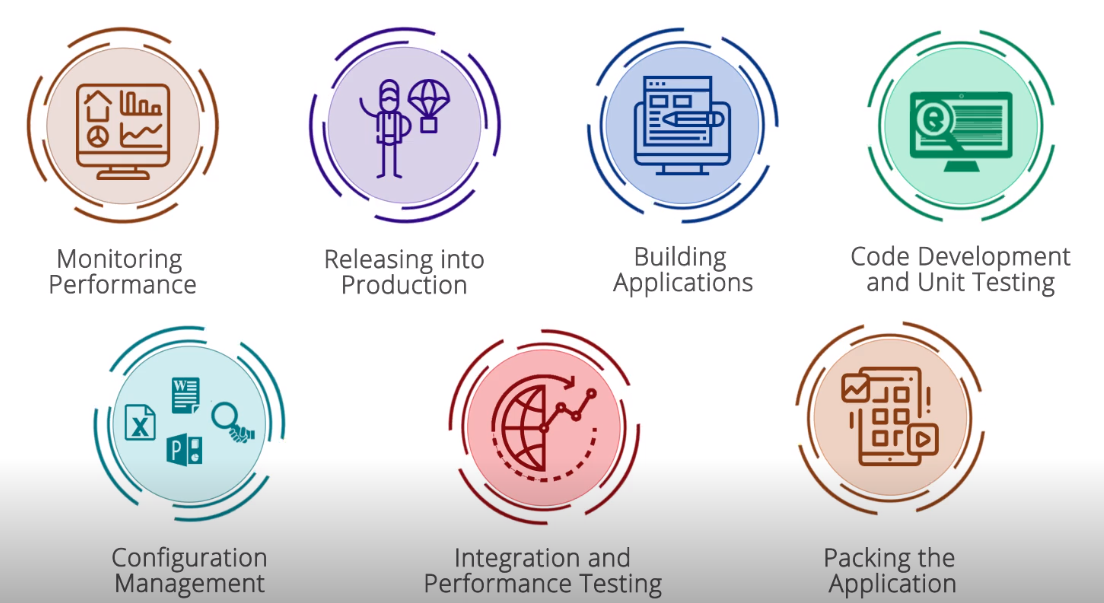 Monitoring
Performance
Releasing into
Production
Building
Applications
Code Development
and Unit Testing
W
X
P
Configuration
Management
Integration and
Performance Testing
Packing the
Application